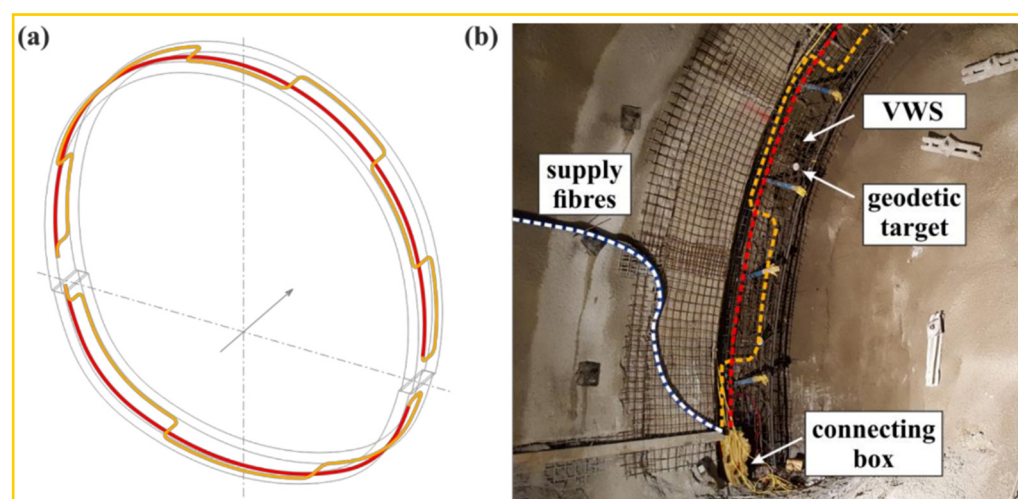 (a)
(b)
VWS
supply
fibres
geodetic
target
connecting
box